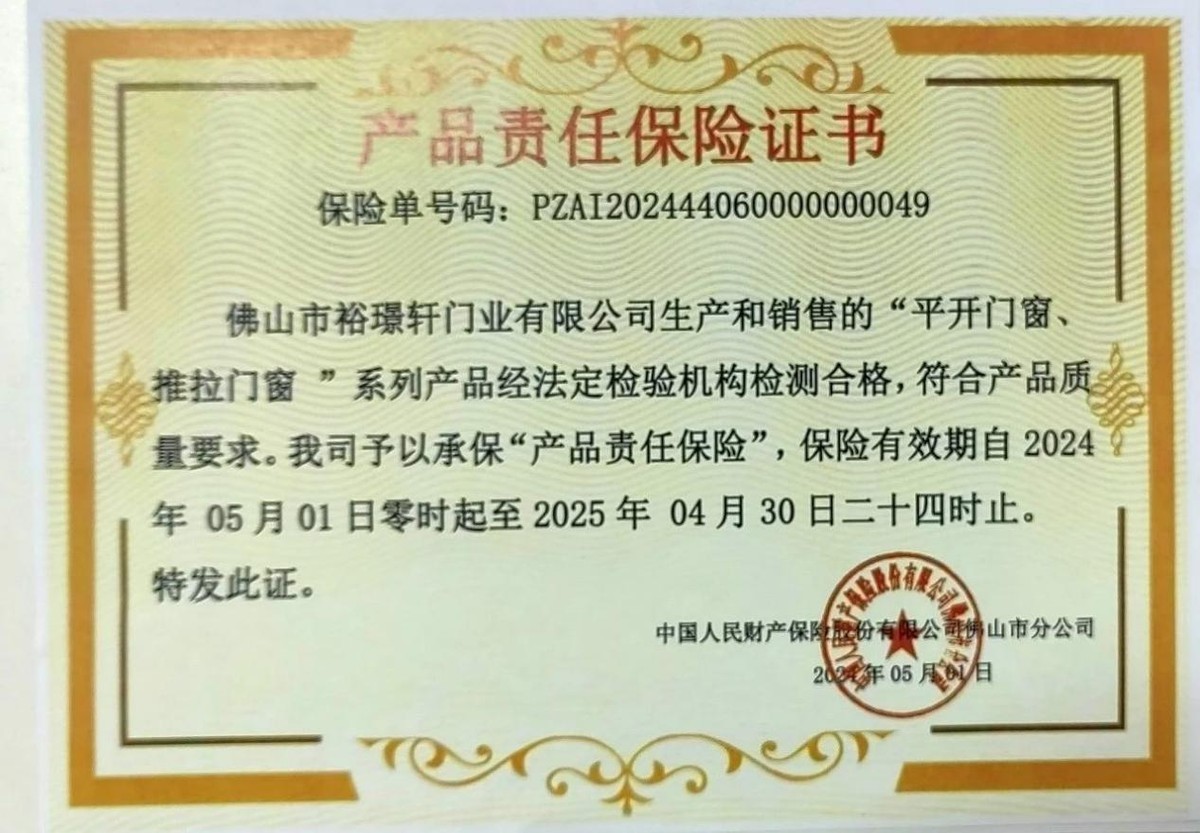 产品责任保险证书
保险单号码：PZAI202444060000000049
佛山市裕璟轩门业有限公司生产和销售的“平开门窗、
推拉门窗 ”系列产品经法定检验机构检测合格，符合产品质
量要求。我司予以承保“产品责任保险”，保险有效期自 2024
年 05 月 01 日零时起至 2025 年 04 月 30 日二十四时止。
特发此证。
中国人民财产保险股份有限公司佛山市分公司
2024 年 05 月 01 日